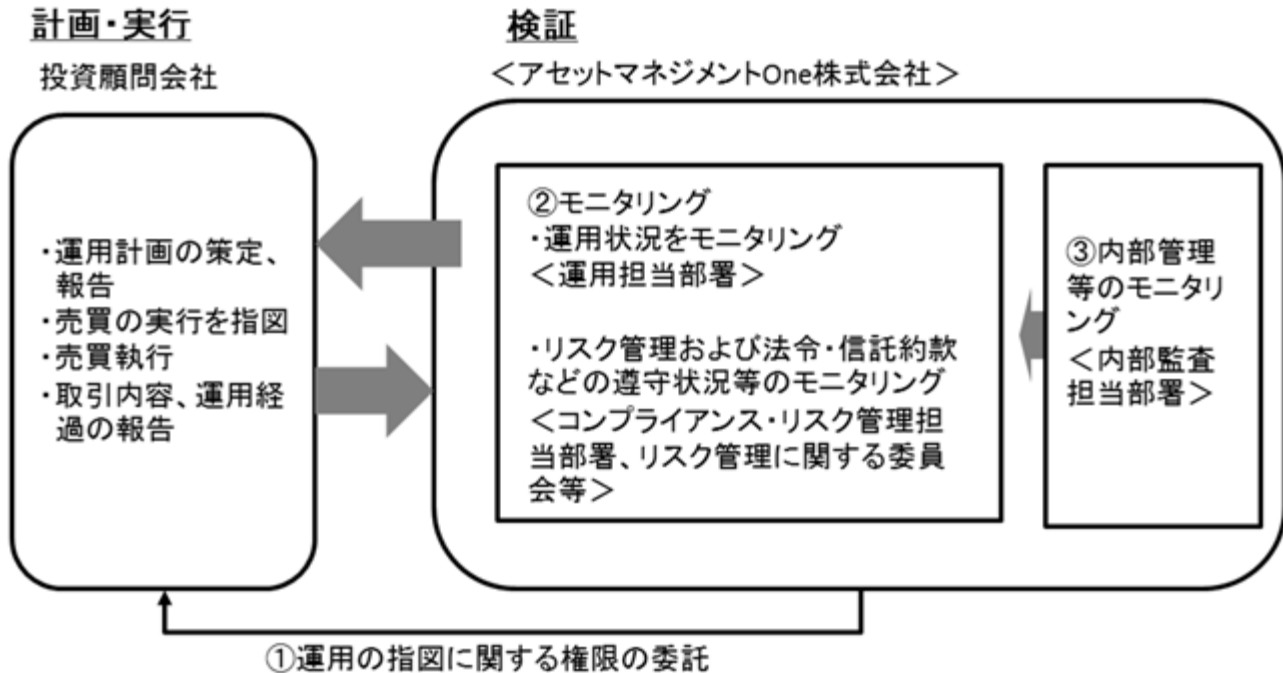 計画・実行
投資顧問会社
・運用計画の策定、
報告
・売買の実行を指図
・売買執行
・取引内容、運用経
過の報告
検証
＜アセットマネジメントOne株式会社＞
②モニタリング
・運用状況をモニタリング
＜運用担当部署＞
・リスク管理および法令・信託約款
などの遵守状況等のモニタリング
＜コンプライアンス・リスク管理担
当部署、リスク管理に関する委員
会等＞
③内部管理
等のモニタリ
ング
＜内部監査
担当部署＞
①運用の指図に関する権限の委託